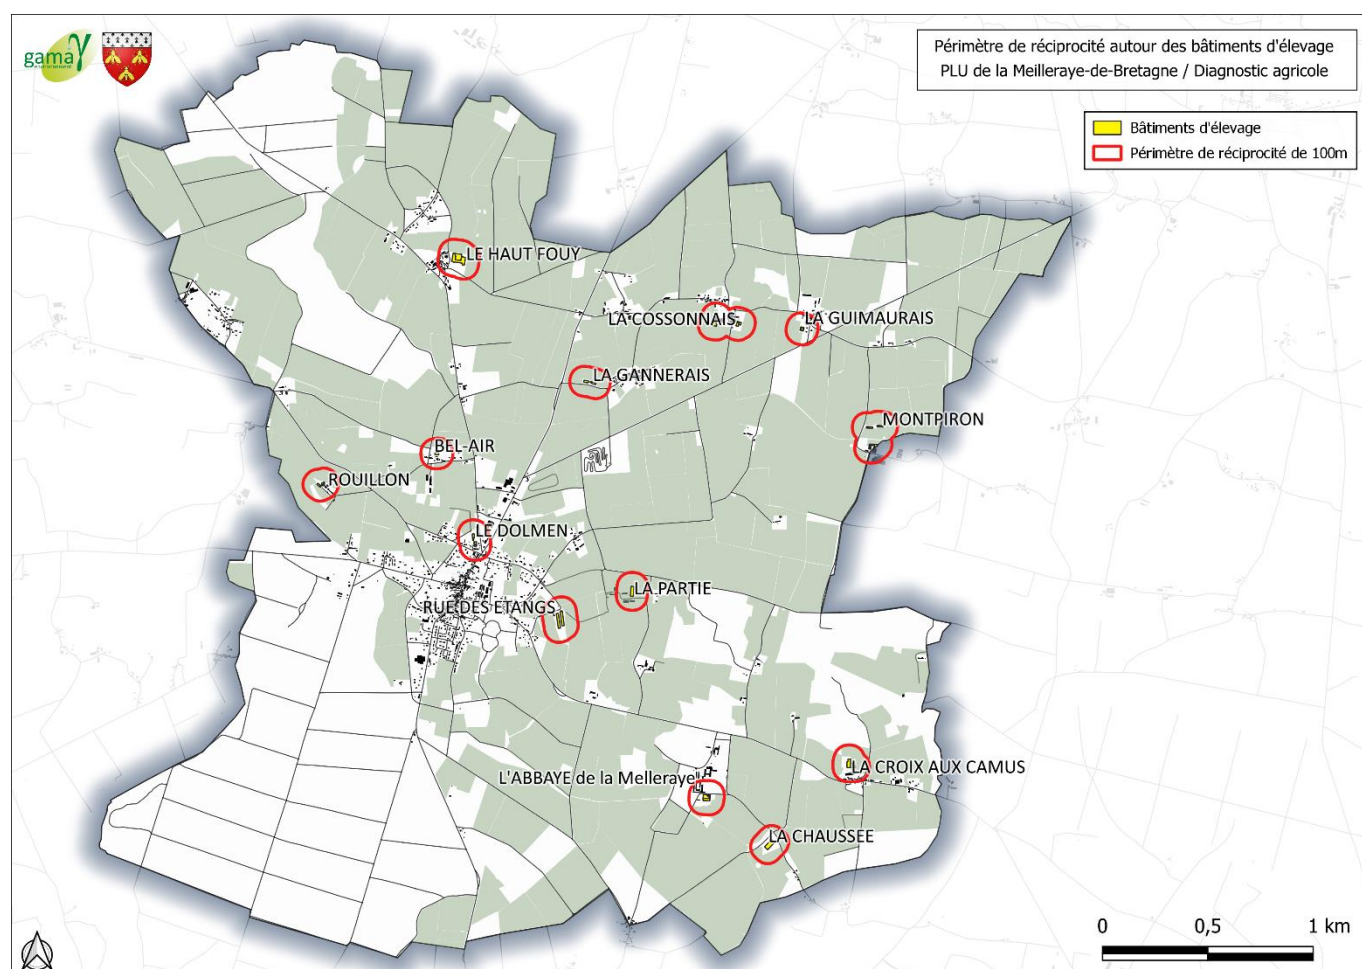 gama
Périmètre de réciprocité autour des bâtiments d'élevage
PLU de la Meilleraye-de-Bretagne / Diagnostic agricole
Bâtiments d'élevage
Périmètre de réciprocité de 100m
LE HAUT FOUY
LA COSSONNAIS
LA GUIMAURAIS
LA GANNERAIS
MONTPIRON
BEL-AIR
ROUILLON
LE DOLMEN
LA PARTIE
RUE DES ETANGS
LA CROIX AUX CAMUS
L'ABBAYE de la Melleraye
LA CHAUSSEE
0 0,5 1 km